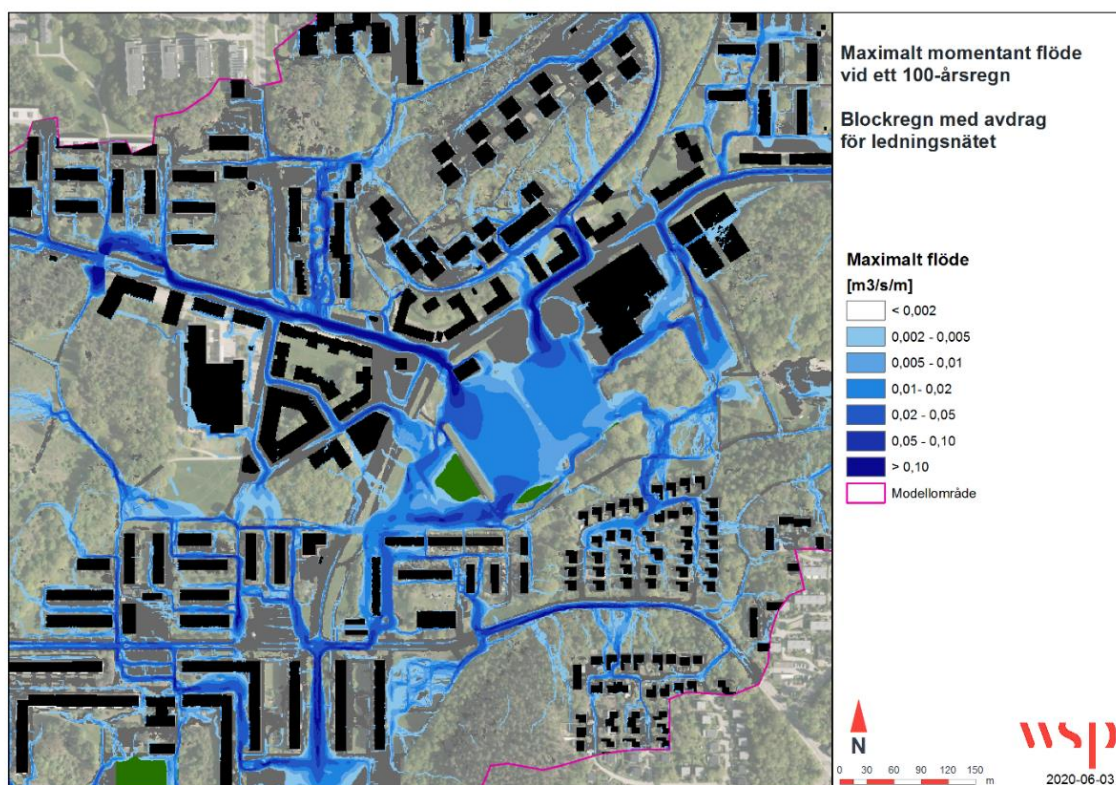 Maximalt momentant flöde
vid ett 100-årsregn
Blockregn med avdrag
för ledningsnätet
Maximalt flöde
[m3/s/m]
< 0,002
0,002 - 0,005
0,005 - 0,01
0,01- 0,02
0,02 - 0,05
0,05 - 0,10
> 0,10
Modellområde
N
0 30 60 90 120 150
m
wsp
2020-06-03